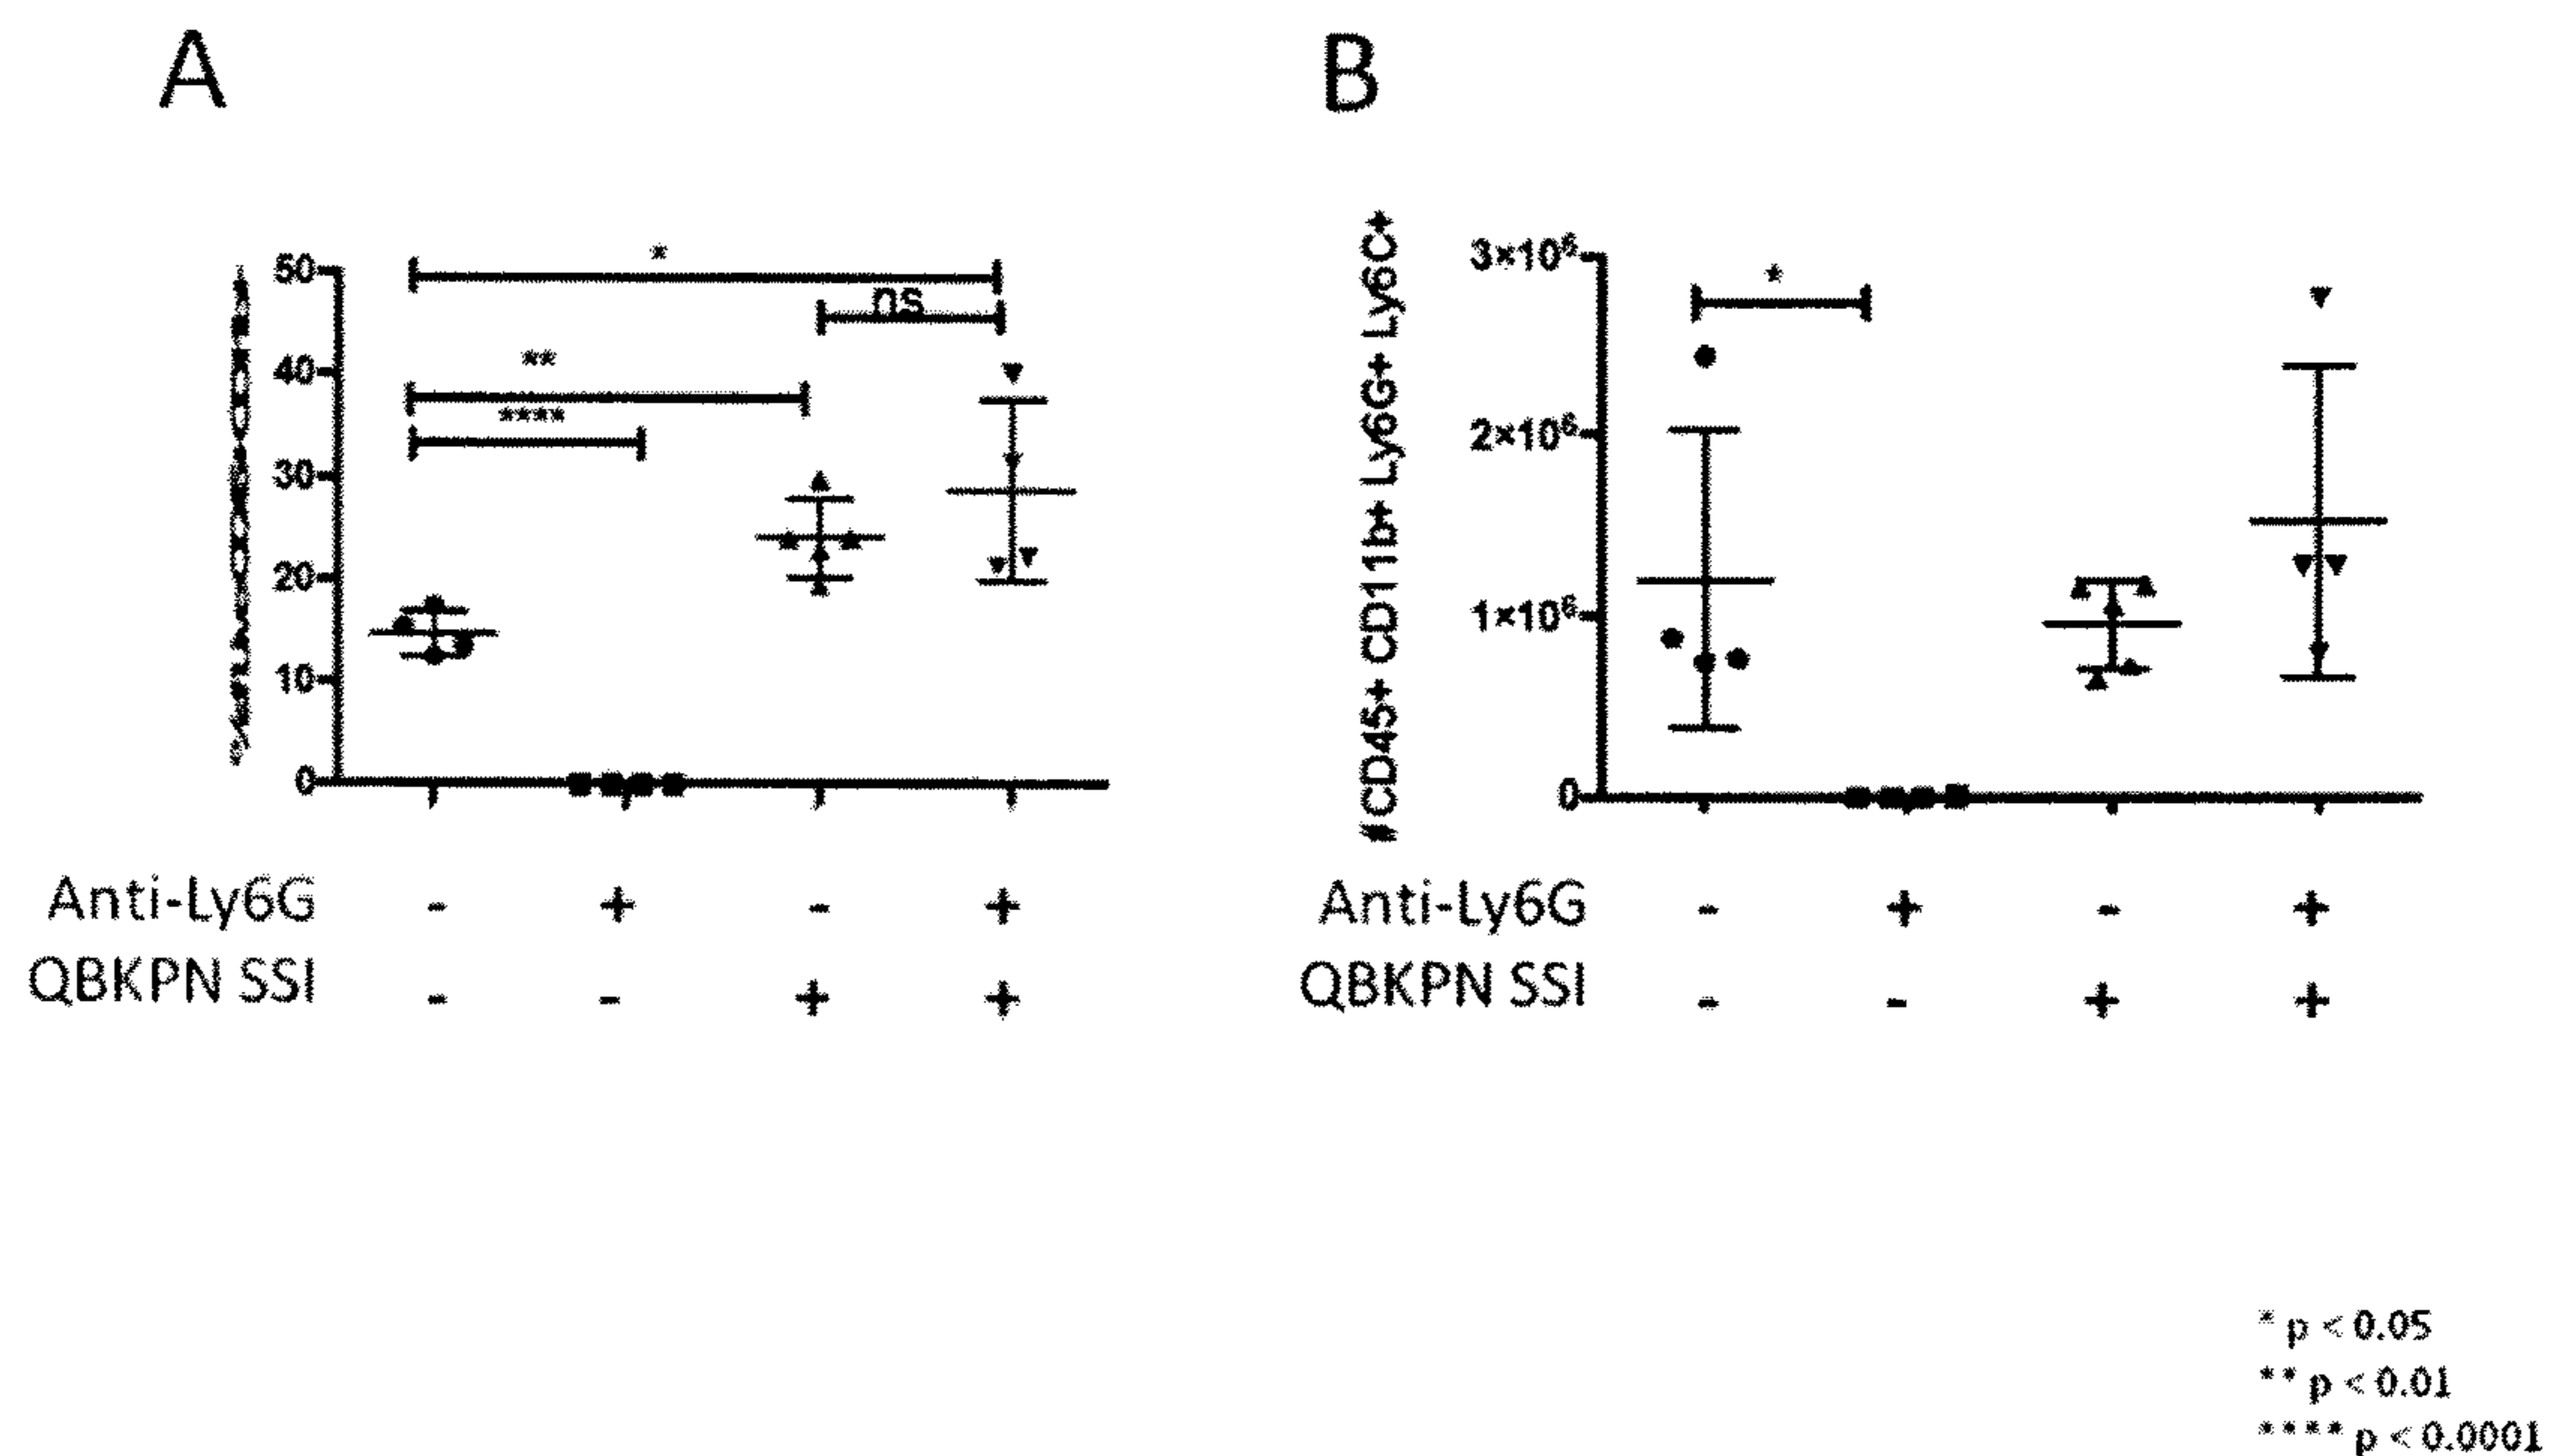 A
50
40
30
20
10
0
*
ns
**
****
Anti-Ly6G - + - +
QBKPN SSI - - + +
B
#CD45+ CD11b+ Ly6G+ Ly6C+
3×10⁶
2×10⁶
1×10⁶
0
*
Anti-Ly6G - + - +
QBKPN SSI - - + +
* p < 0.05
** p < 0.01
**** p < 0.0001